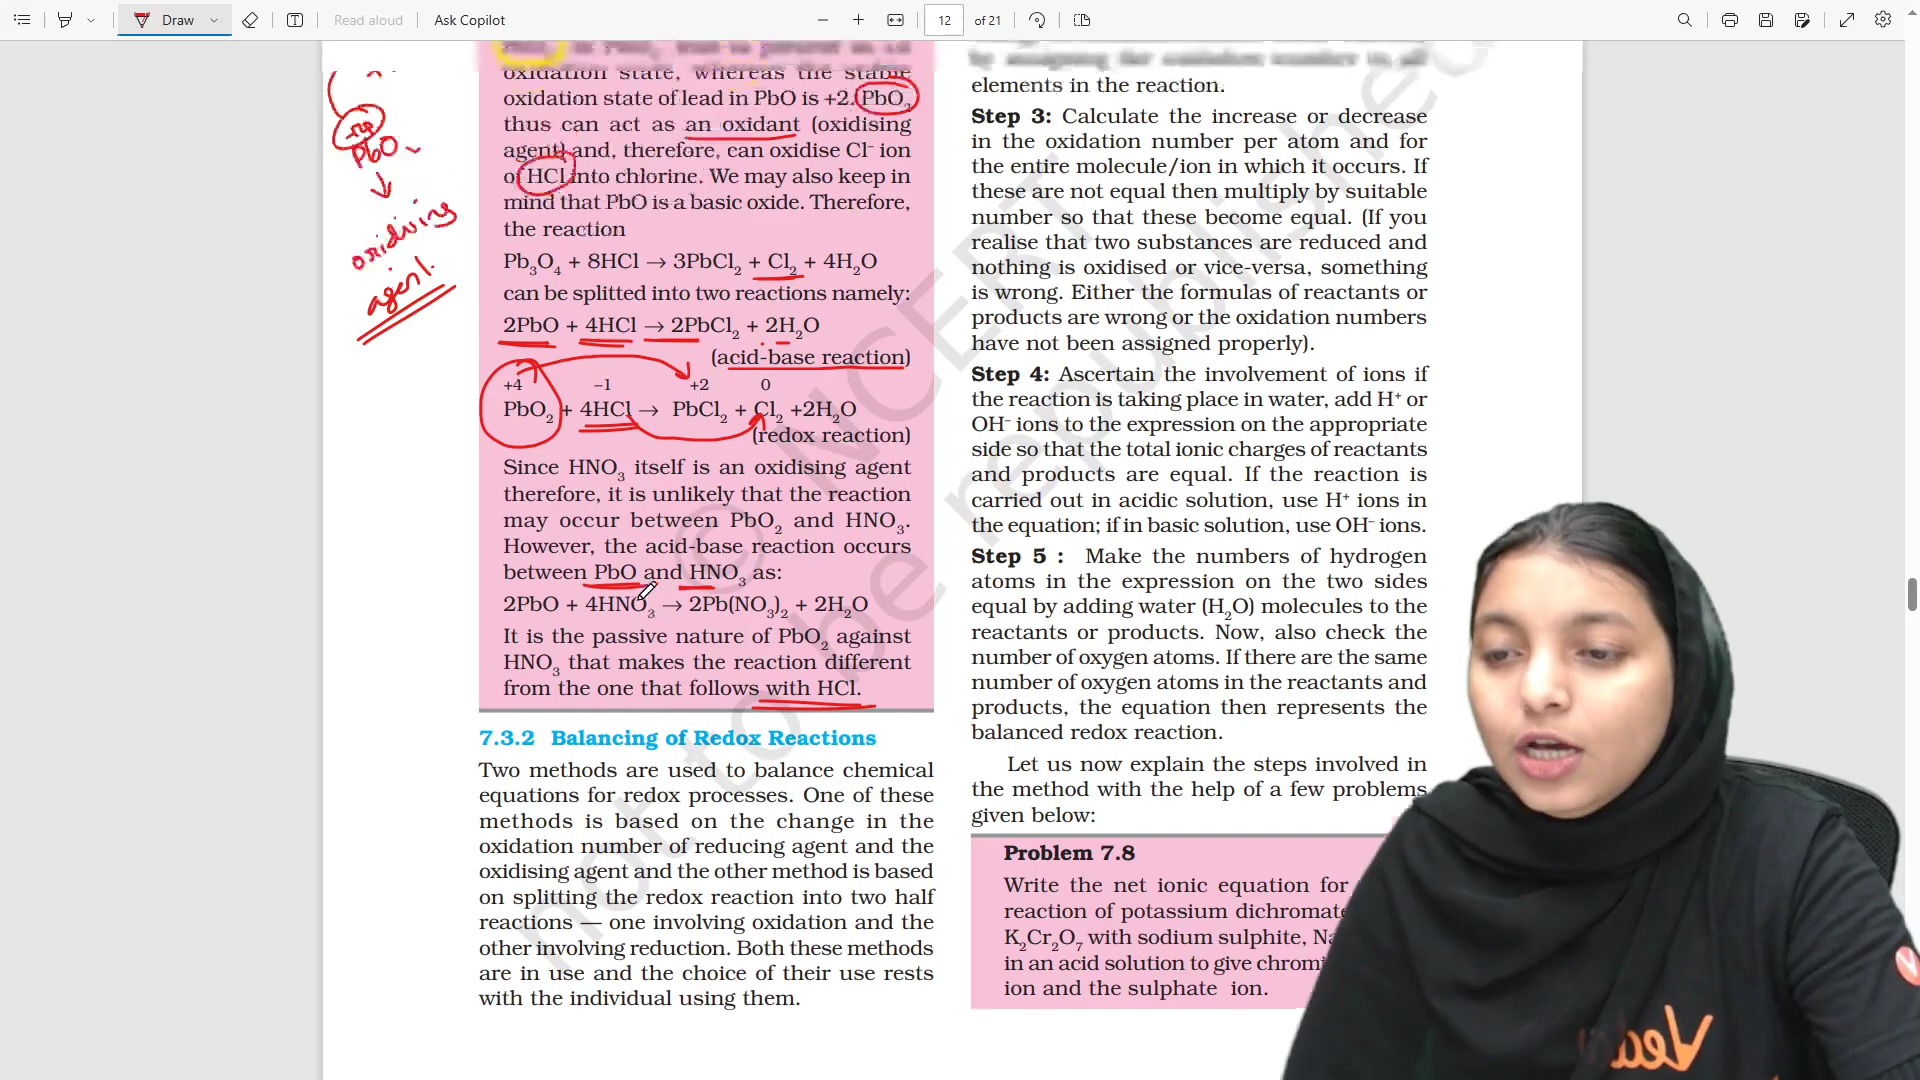 Draw
Read aloud
Ask Copilot
12
of 21
oxidation state, whereas the stable
oxidation state of lead in PbO is +2. PbO₂
thus can act as an oxidant (oxidising
agent) and, therefore, can oxidise Cl⁻ ion
of HCl into chlorine. We may also keep in
mind that PbO is a basic oxide. Therefore,
the reaction
Pb₃O₄ + 8HCl → 3PbCl₂ + Cl₂ + 4H₂O
can be splitted into two reactions namely:
2PbO + 4HCl → 2PbCl₂ + 2H₂O
(acid-base reaction)
+4 –1 +2 0
PbO₂ + 4HCl → PbCl₂ + Cl₂ +2H₂O
(redox reaction)
Since HNO₃ itself is an oxidising agent
therefore, it is unlikely that the reaction
may occur between PbO₂ and HNO₃.
However, the acid-base reaction occurs
between PbO and HNO₃ as:
2PbO + 4HNO₃ → 2Pb(NO₃)₂ + 2H₂O
It is the passive nature of PbO₂ against
HNO₃ that makes the reaction different
from the one that follows with HCl.
PbO
oxidising
agent.
7.3.2 Balancing of Redox Reactions
Two methods are used to balance chemical
equations for redox processes. One of these
methods is based on the change in the
oxidation number of reducing agent and the
oxidising agent and the other method is based
on splitting the redox reaction into two half
reactions — one involving oxidation and the
other involving reduction. Both these methods
are in use and the choice of their use rests
with the individual using them.
by assigning the oxidation number to all
elements in the reaction.
Step 3: Calculate the increase or decrease
in the oxidation number per atom and for
the entire molecule/ion in which it occurs. If
these are not equal then multiply by suitable
number so that these become equal. (If you
realise that two substances are reduced and
nothing is oxidised or vice-versa, something
is wrong. Either the formulas of reactants or
products are wrong or the oxidation numbers
have not been assigned properly).
Step 4: Ascertain the involvement of ions if
the reaction is taking place in water, add H⁺ or
OH⁻ ions to the expression on the appropriate
side so that the total ionic charges of reactants
and products are equal. If the reaction is
carried out in acidic solution, use H⁺ ions in
the equation; if in basic solution, use OH⁻ ions.
Step 5 : Make the numbers of hydrogen
atoms in the expression on the two sides
equal by adding water (H₂O) molecules to the
reactants or products. Now, also check the
number of oxygen atoms. If there are the same
number of oxygen atoms in the reactants and
products, the equation then represents the
balanced redox reaction.
Let us now explain the steps involved in
the method with the help of a few problems
given below:
Problem 7.8
Write the net ionic equation for
reaction of potassium dichromate
K₂Cr₂O₇ with sodium sulphite, Na
in an acid solution to give chromi
ion and the sulphate ion.
© NCERT
not to be republished